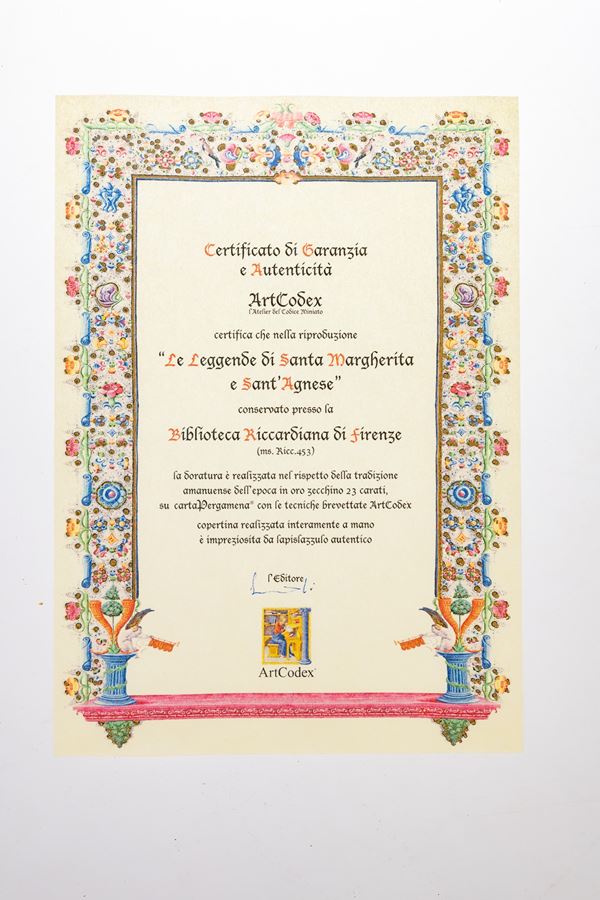 Certificato di Garanzia
e Autenticità
ArtCodex
l'Atelier del Codice Miniato
certifica che nella riproduzione
"Le Leggende di Santa Margherita
e Sant'Agnese"
conservato presso la
Biblioteca Riccardiana di Firenze
(ms. Ricc.453)
la doratura è realizzata nel rispetto della tradizione
amanuense dell'epoca in oro zecchino 23 carati,
su cartaPergamena® con le tecniche brevettate ArtCodex
copertina realizzata interamente a mano
è impreziosita da lapislazzulo autentico
l'Editore
ArtCodex